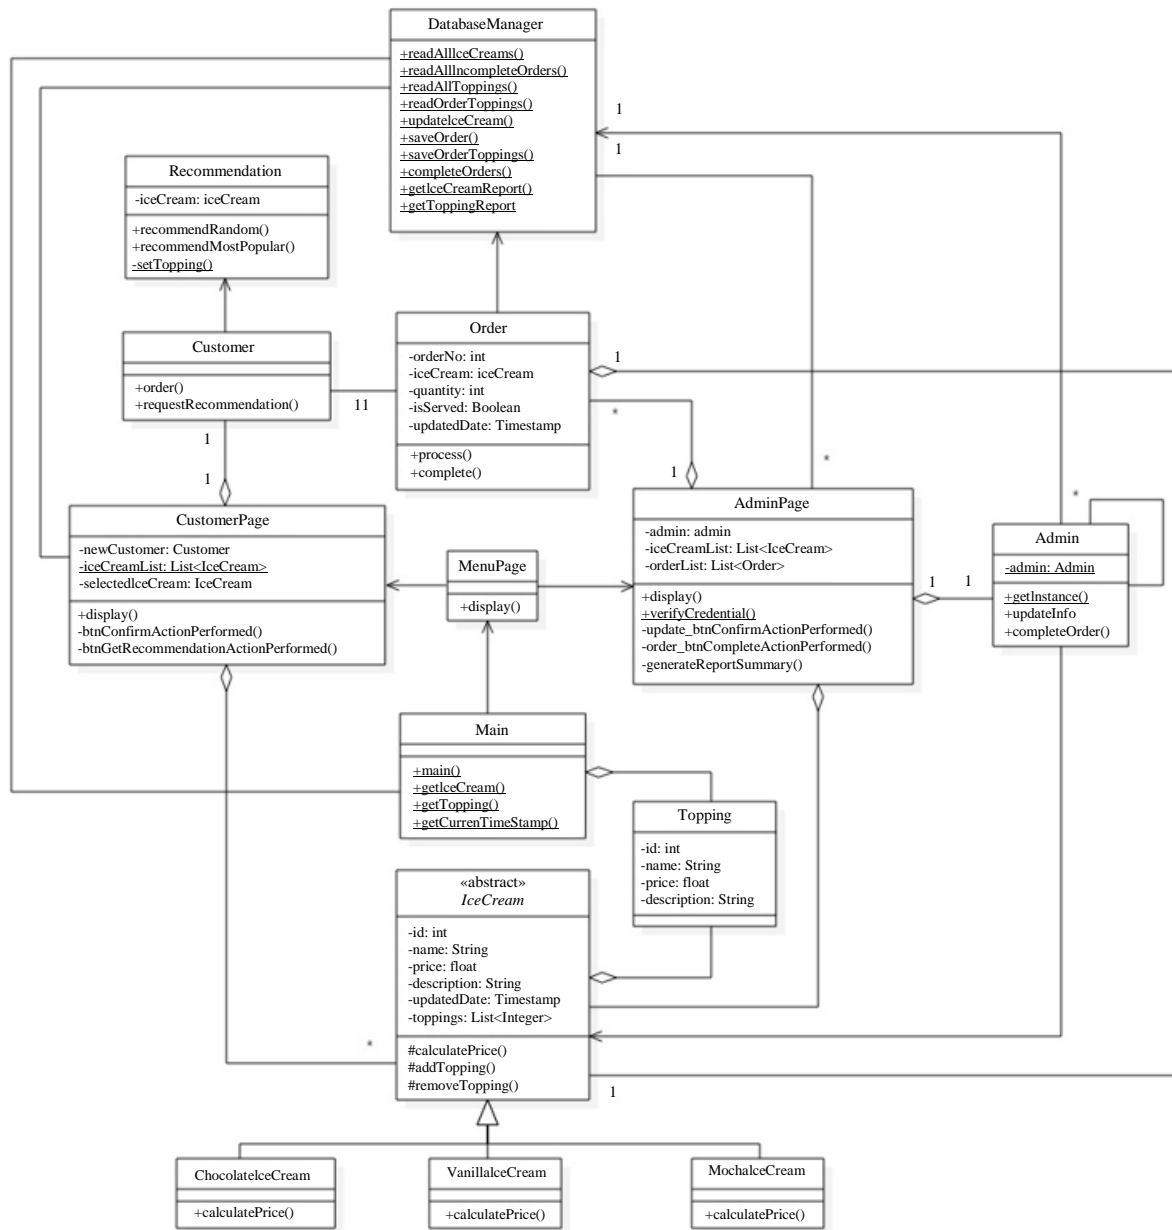 DatabaseManager
+readAllIceCreams()
+readAllIncompleteOrders()
+readAllToppings()
+readOrderToppings()
+updateIceCream()
+saveOrder()
+saveOrderToppings()
+completeOrders()
+getIceCreamReport()
+getToppingReport
1
1
Recommendation
-iceCream: iceCream
+recommendRandom()
+recommendMostPopular()
-setTopping()
Customer
+order()
+requestRecommendation()
11
1
1
Order
-orderNo: int
-iceCream: iceCream
-quantity: int
-isServed: Boolean
-updatedDate: Timestamp
+process()
+complete()
1
*
1
*
CustomerPage
-newCustomer: Customer
-iceCreamList: List<IceCream>
-selectedIceCream: IceCream
+display()
-btnConfirmActionPerformed()
-btnGetRecommendationActionPerformed()
MenuPage
+display()
AdminPage
-admin: admin
-iceCreamList: List<IceCream>
-orderList: List<Order>
+display()
+verifyCredential()
-update_btnConfirmActionPerformed()
-order_btnCompleteActionPerformed()
-generateReportSummary()
1
1
*
Admin
-admin: Admin
+getInstance()
+updateInfo
+completeOrder()
Main
+main()
+getIceCream()
+getTopping()
+getCurrenTimeStamp()
Topping
-id: int
-name: String
-price: float
-description: String
«abstract»
IceCream
-id: int
-name: String
-price: float
-description: String
-updatedDate: Timestamp
-toppings: List<Integer>
#calculatePrice()
#addTopping()
#removeTopping()
*
1
ChocolateIceCream
+calculatePrice()
VanillaIceCream
+calculatePrice()
MochaIceCream
+calculatePrice()